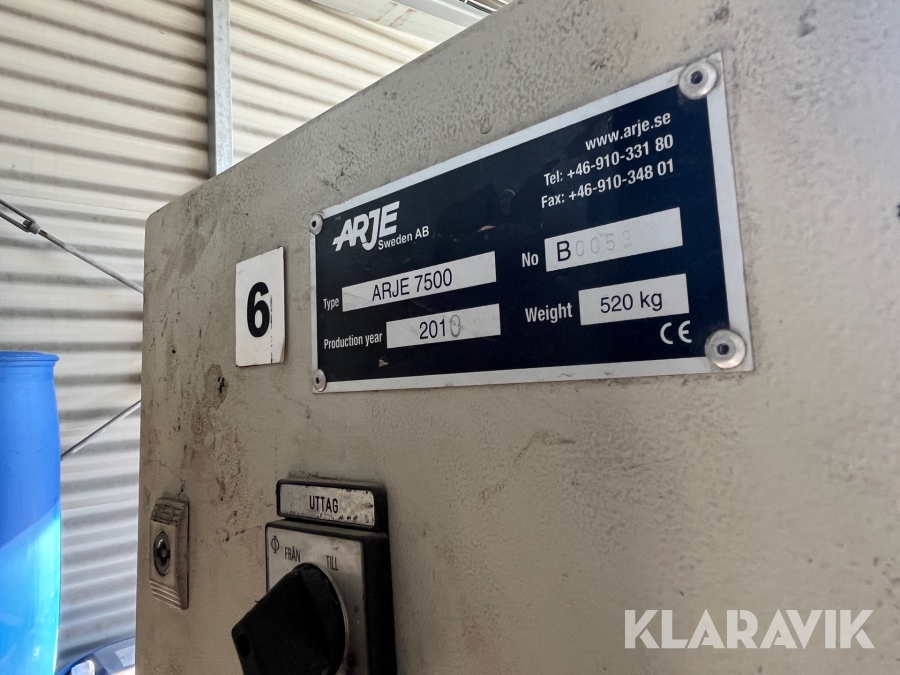 www.arje.se
Tel: +46-910-331 80
Fax: +46-910-348 01
ARJE
Sweden AB
Type ARJE 7500
No B0053
Production year 2010
Weight 520 kg
CE
6
UTTAG
FRÅN TILL
KLARAVIK